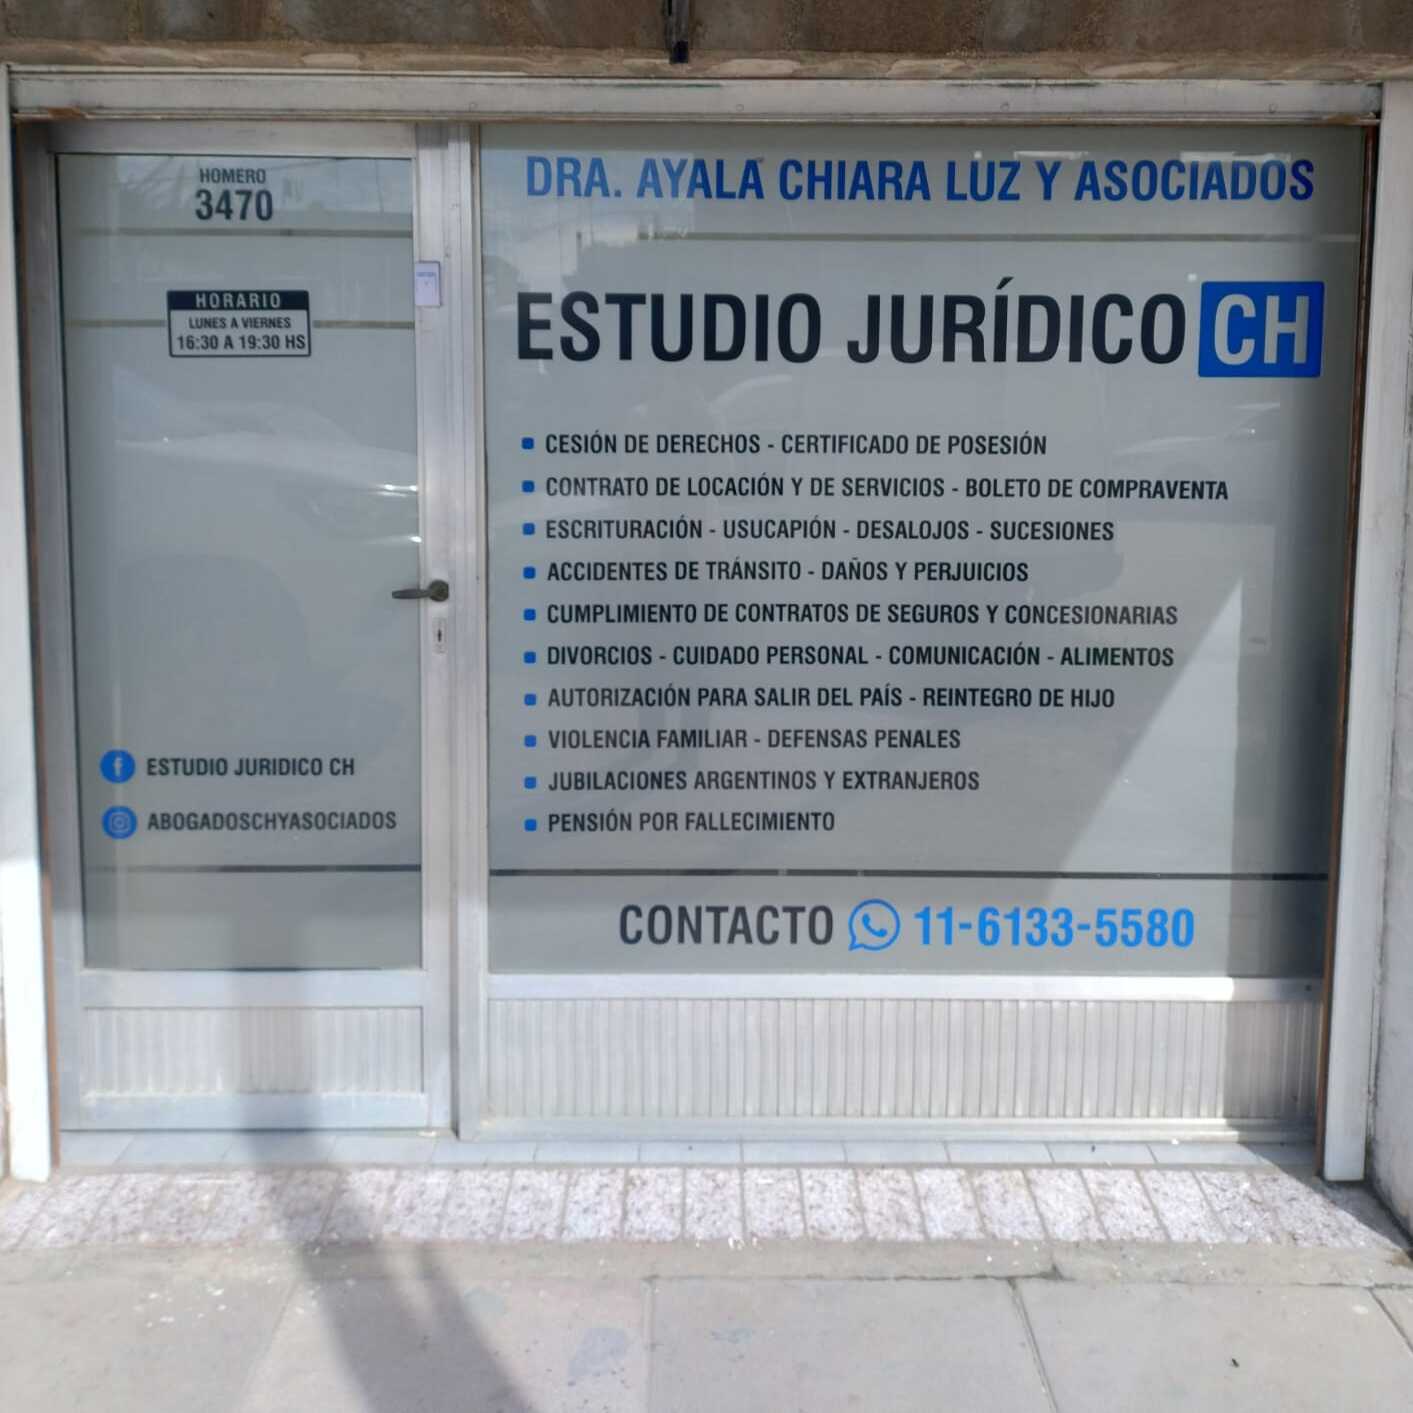 HOMERO
3470
HORARIO
LUNES A VIERNES
16:30 A 19:30 HS
ESTUDIO JURIDICO CH
ABOGADOSCHYASOCIADOS
DRA. AYALA CHIARA LUZ Y ASOCIADOS
ESTUDIO JURÍDICO CH
CESIÓN DE DERECHOS - CERTIFICADO DE POSESIÓN
CONTRATO DE LOCACIÓN Y DE SERVICIOS - BOLETO DE COMPRAVENTA
ESCRITURACIÓN - USUCAPIÓN - DESALOJOS - SUCESIONES
ACCIDENTES DE TRÁNSITO - DAÑOS Y PERJUICIOS
CUMPLIMIENTO DE CONTRATOS DE SEGUROS Y CONCESIONARIAS
DIVORCIOS - CUIDADO PERSONAL - COMUNICACIÓN - ALIMENTOS
AUTORIZACIÓN PARA SALIR DEL PAÍS - REINTEGRO DE HIJO
VIOLENCIA FAMILIAR - DEFENSAS PENALES
JUBILACIONES ARGENTINOS Y EXTRANJEROS
PENSIÓN POR FALLECIMIENTO
CONTACTO 11-6133-5580